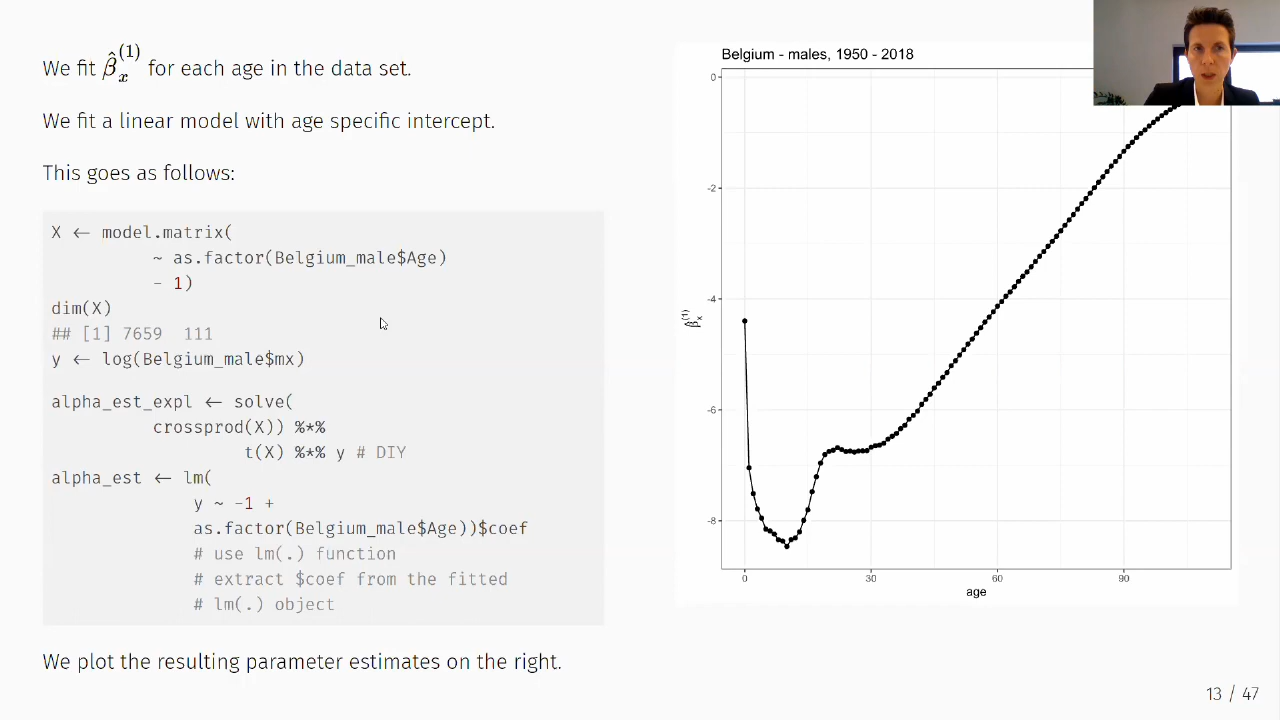 We fit β̂ₓ⁽¹⁾ for each age in the data set.
We fit a linear model with age specific intercept.
This goes as follows:
X ← model.matrix(
~ as.factor(Belgium_male$Age)
- 1)
dim(X)
## [1] 7659 111
y ← log(Belgium_male$mx)
alpha_est_expl ← solve(
crossprod(X)) %*%
t(X) %*% y # DIY
alpha_est ← lm(
y ~ -1 +
as.factor(Belgium_male$Age))$coef
# use lm(.) function
# extract $coef from the fitted
# lm(.) object
We plot the resulting parameter estimates on the right.
Belgium - males, 1950 - 2018
0
-2
-4
-6
-8
β̂ₓ⁽¹⁾
0 30 60 90
age
13 / 47